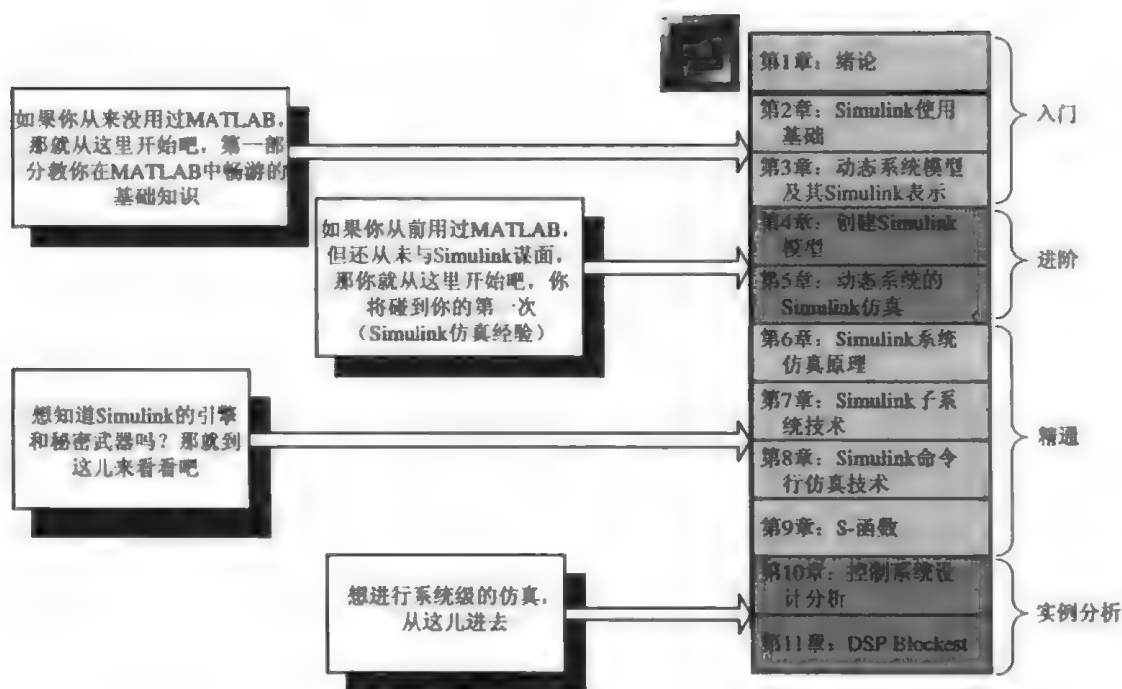 第1章：绪论
第2章：Simulink使用
基础
第3章：动态系统模型
及其Simulink表示
入门
如果你从来没用过MATLAB，
那就从这里开始吧，第一部
分教你在MATLAB中畅游的
基础知识
第4章：创建Simulink
模型
第5章：动态系统的
Simulink仿真
进阶
如果你从前用过MATLAB，
但还从未与Simulink谋面，
那你就从这里开始吧，你
将碰到你的第一次
（Simulink仿真经验）
第6章：Simulink系统
仿真原理
第7章：Simulink子系
统技术
第8章：Simulink命令
行仿真技术
第9章：S-函数
精通
想知道Simulink的引擎
和秘密武器吗？那就到
这儿来看看吧
第10章：控制系统设
计分析
第11章：DSP Blockest
实例分析
想进行系统级的仿真，
从这儿进去